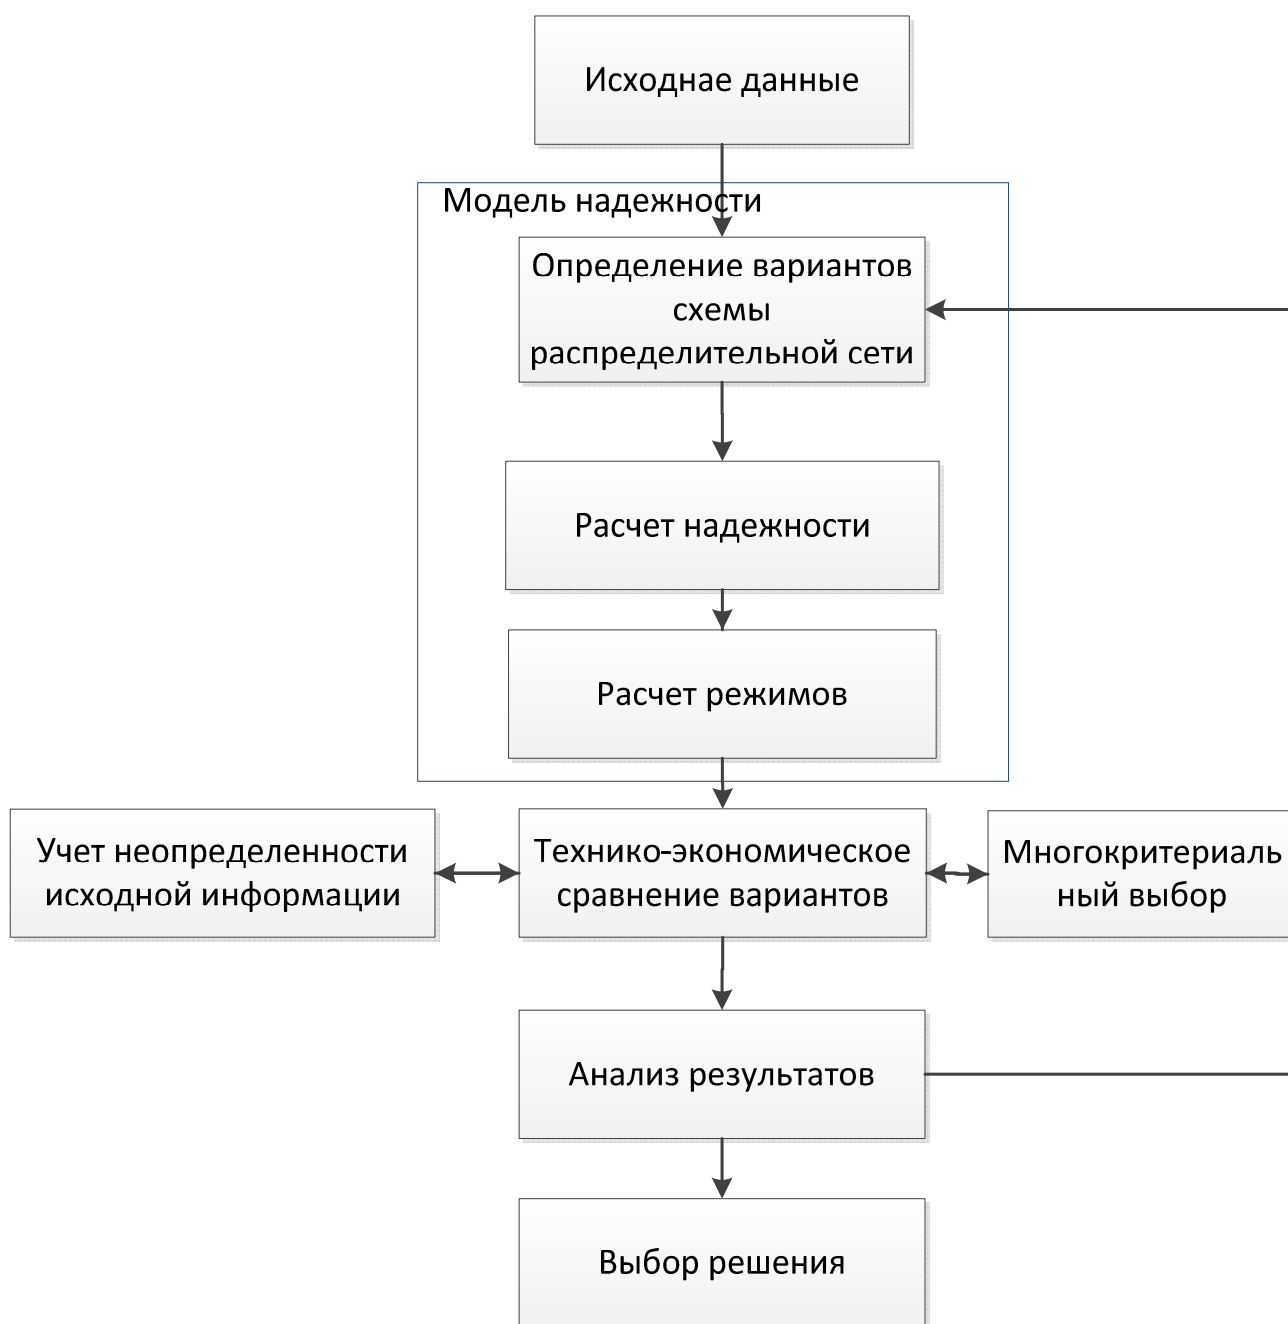 Исходнае данные
Модель надежности
Определение вариантов
схемы
распределительной сети
Расчет надежности
Расчет режимов
Учет неопределенности
исходной информации
Технико-экономическое
сравнение вариантов
Многокритериаль
ный выбор
Анализ результатов
Выбор решения